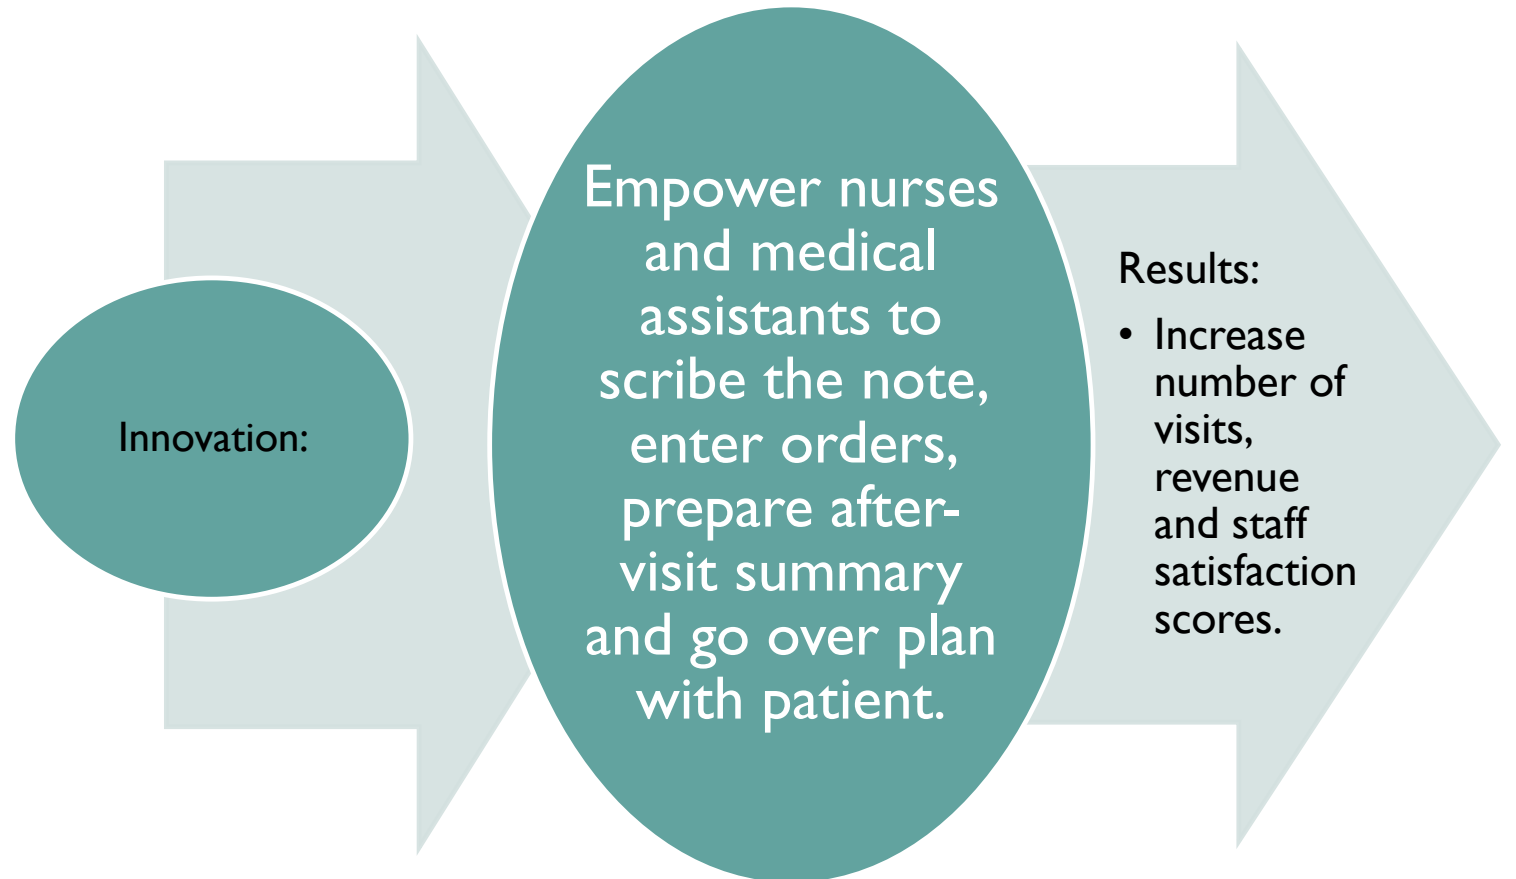 Innovation:
Empower nurses
and medical
assistants to
scribe the note,
enter orders,
prepare after-
visit summary
and go over plan
with patient.
Results:
• Increase
number of
visits,
revenue
and staff
satisfaction
scores.